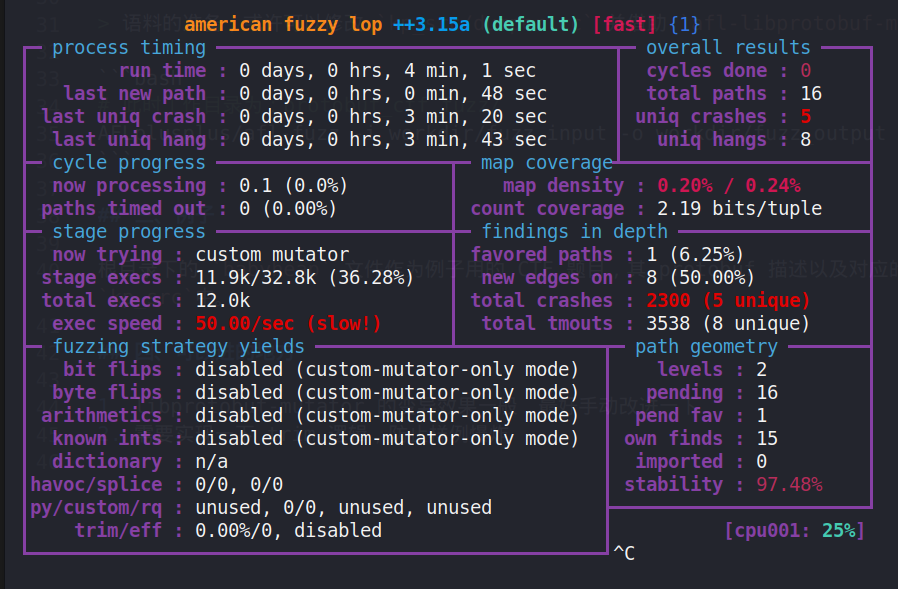 american fuzzy lop ++3.15a (default) [fast] {1}
process timing
overall results
run time : 0 days, 0 hrs, 4 min, 1 sec
cycles done : 0
last new path : 0 days, 0 hrs, 0 min, 48 sec
total paths : 16
last uniq crash : 0 days, 0 hrs, 3 min, 20 sec
uniq crashes : 5
last uniq hang : 0 days, 0 hrs, 3 min, 43 sec
uniq hangs : 8
cycle progress
map coverage
now processing : 0.1 (0.0%)
map density : 0.20% / 0.24%
paths timed out : 0 (0.00%)
count coverage : 2.19 bits/tuple
stage progress
findings in depth
now trying : custom mutator
favored paths : 1 (6.25%)
stage execs : 11.9k/32.8k (36.28%)
new edges on : 8 (50.00%)
total execs : 12.0k
total crashes : 2300 (5 unique)
exec speed : 50.00/sec (slow!)
total tmouts : 3538 (8 unique)
fuzzing strategy yields
path geometry
bit flips : disabled (custom-mutator-only mode)
levels : 2
byte flips : disabled (custom-mutator-only mode)
pending : 16
arithmetics : disabled (custom-mutator-only mode)
pend fav : 1
known ints : disabled (custom-mutator-only mode)
own finds : 15
dictionary : n/a
imported : 0
havoc/splice : 0/0, 0/0
stability : 97.48%
py/custom/rq : unused, 0/0, unused, unused
trim/eff : 0.00%/0, disabled
[cpu001: 25%]
^C